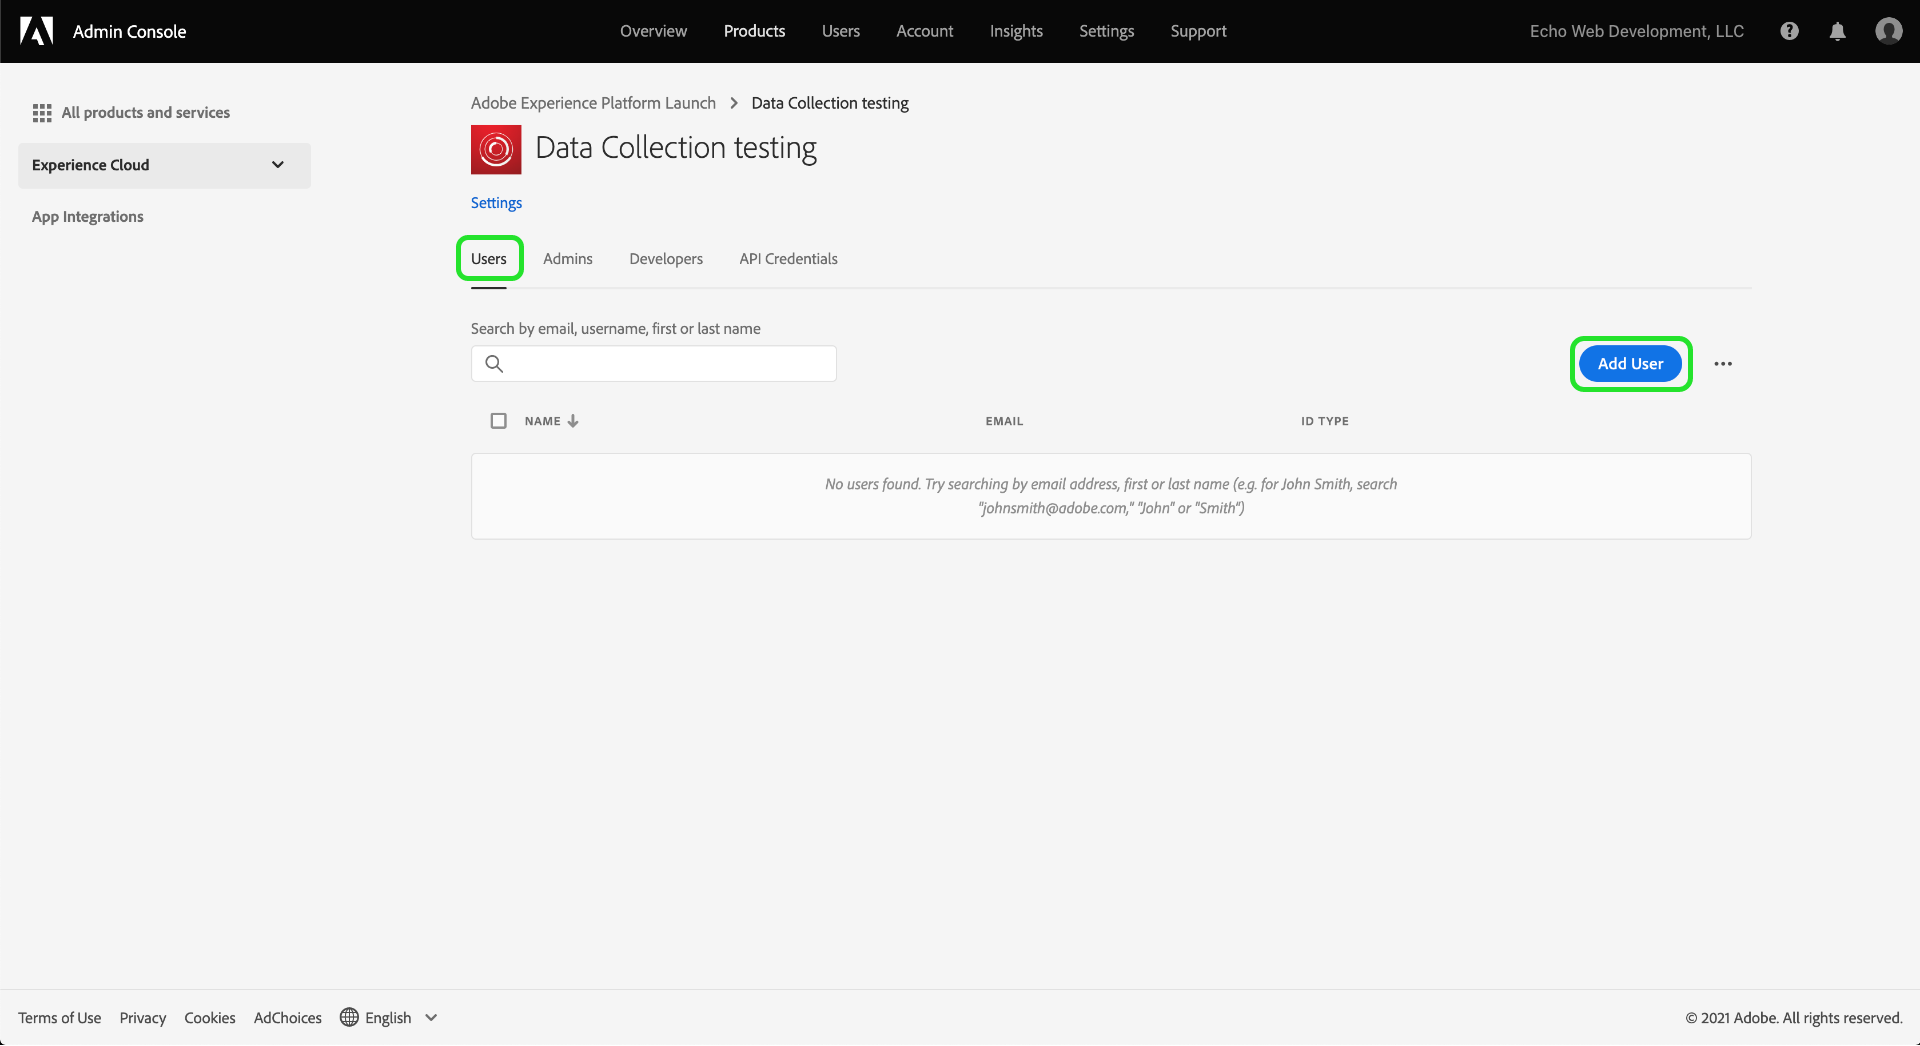 Admin Console
Overview Products Users Account Insights Settings Support
Echo Web Development, LLC
All products and services
Experience Cloud
App Integrations
Adobe Experience Platform Launch > Data Collection testing
Data Collection testing
Settings
Users Admins Developers API Credentials
Search by email, username, first or last name
Add User
NAME EMAIL ID TYPE
No users found. Try searching by email address, first or last name (e.g. for John Smith, search
"johnsmith@adobe.com," "John" or "Smith")
Terms of Use Privacy Cookies AdChoices English
© 2021 Adobe. All rights reserved.